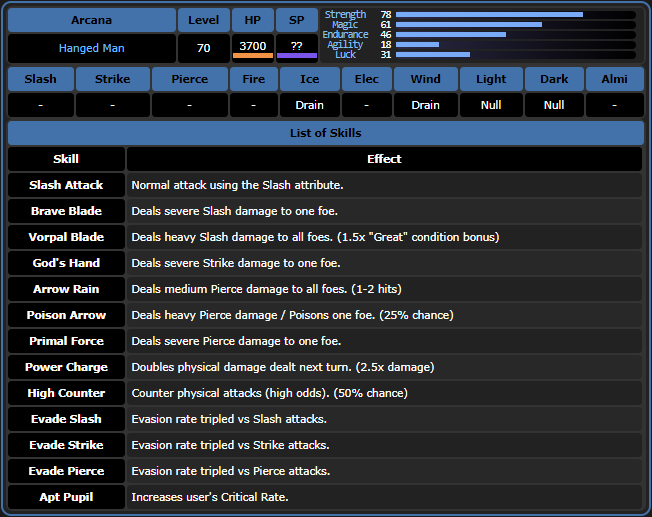 Arcana Level HP SP
Hanged Man 70 3700 ??
Strength 78
Magic 61
Endurance 46
Agility 18
Luck 31
Slash Strike Pierce Fire Ice Elec Wind Light Dark Almi
- - - - Drain - Drain Null Null -
List of Skills
Skill Effect
Slash Attack Normal attack using the Slash attribute.
Brave Blade Deals severe Slash damage to one foe.
Vorpal Blade Deals heavy Slash damage to all foes. (1.5x "Great" condition bonus)
God's Hand Deals severe Strike damage to one foe.
Arrow Rain Deals medium Pierce damage to all foes. (1-2 hits)
Poison Arrow Deals heavy Pierce damage / Poisons one foe. (25% chance)
Primal Force Deals severe Pierce damage to one foe.
Power Charge Doubles physical damage dealt next turn. (2.5x damage)
High Counter Counter physical attacks (high odds). (50% chance)
Evade Slash Evasion rate tripled vs Slash attacks.
Evade Strike Evasion rate tripled vs Strike attacks.
Evade Pierce Evasion rate tripled vs Pierce attacks.
Apt Pupil Increases user's Critical Rate.